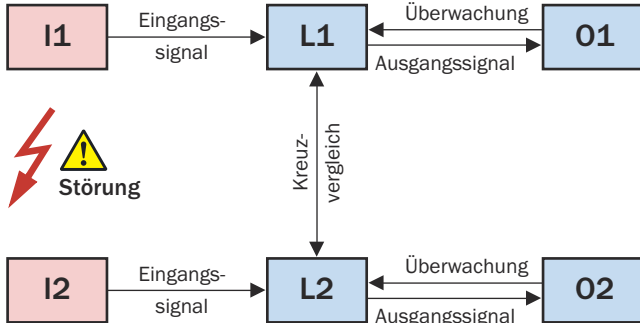 I1
Eingangs-
signal
L1
Überwachung
Ausgangssignal
O1
Störung
Kreuz-
vergleich
I2
Eingangs-
signal
L2
Überwachung
Ausgangssignal
O2